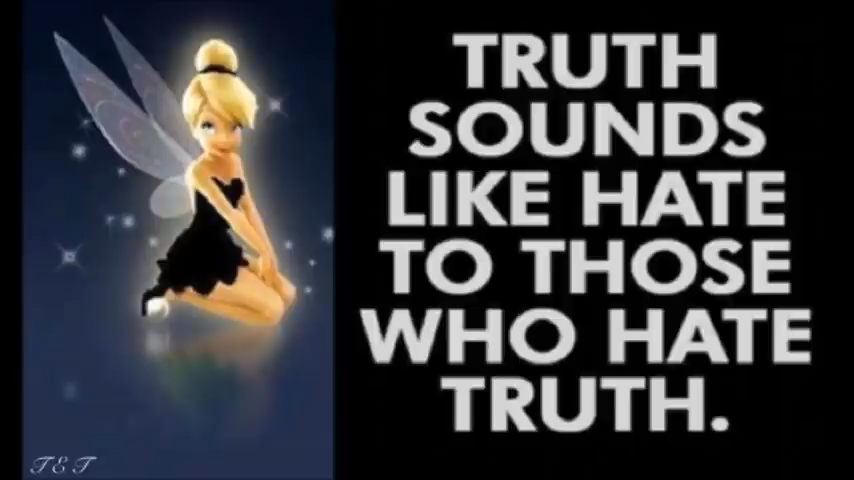 TRUTH
SOUNDS
LIKE HATE
TO THOSE
WHO HATE
TRUTH.
T&T